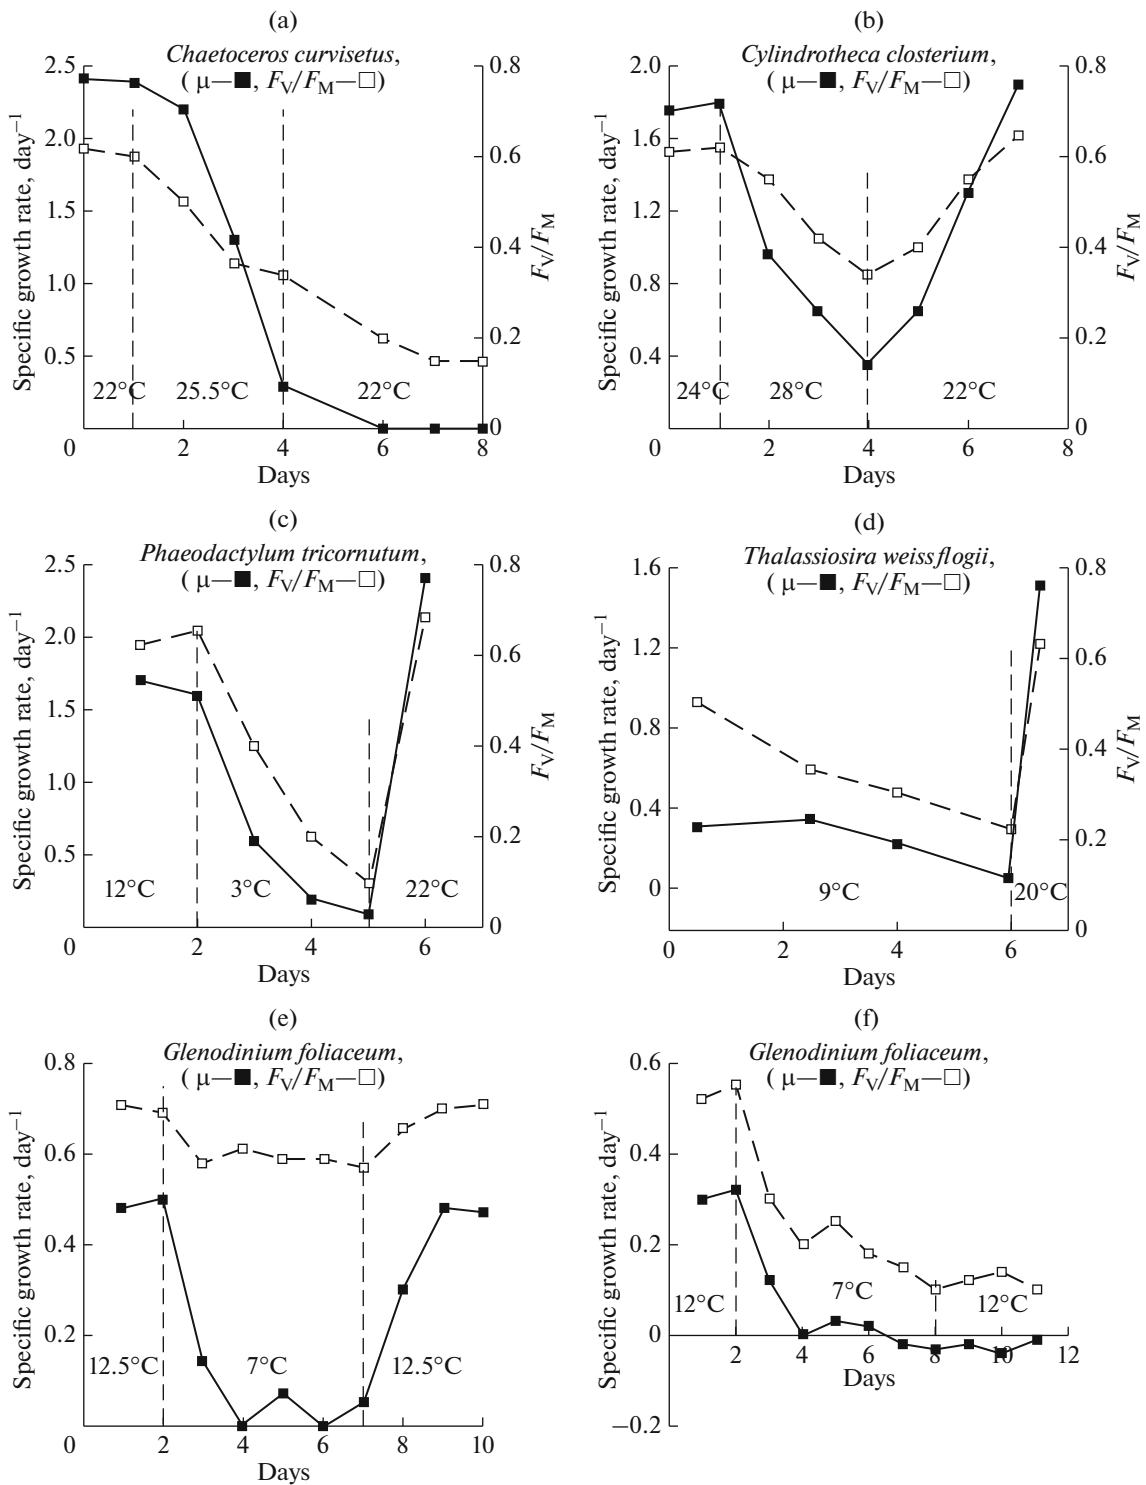 (a)
Chaetoceros curvisetus,
( μ—■, FV/FM—□)
2.5
2.0
1.5
1.0
0.5
0
Specific growth rate, day−1
0.8
0.6
0.4
0.2
0
FV/FM
22°C
25.5°C
22°C
2
4
6
8
Days
(b)
Cylindrotheca closterium,
( μ—■, FV/FM—□)
2.0
1.6
1.2
0.8
0.4
0
Specific growth rate, day−1
0.8
0.6
0.4
0.2
0
FV/FM
24°C
28°C
22°C
2
4
6
8
Days
(c)
Phaeodactylum tricornutum,
( μ—■, FV/FM—□)
2.5
2.0
1.5
1.0
0.5
0
Specific growth rate, day−1
0.8
0.6
0.4
0.2
0
FV/FM
12°C
3°C
22°C
2
4
6
Days
(d)
Thalassiosira weissflogii,
( μ—■, FV/FM—□)
1.6
1.2
0.8
0.4
0
Specific growth rate, day−1
0.8
0.6
0.4
0.2
0
FV/FM
9°C
20°C
0
2
4
6
8
Days
(e)
Glenodinium foliaceum,
( μ—■, FV/FM—□)
0.8
0.6
0.4
0.2
0
Specific growth rate, day−1
12.5°C
7°C
12.5°C
2
4
6
8
10
Days
(f)
Glenodinium foliaceum,
( μ—■, FV/FM—□)
0.6
0.4
0.2
0
−0.2
Specific growth rate, day−1
12°C
7°C
12°C
2
4
6
8
10
12
Days